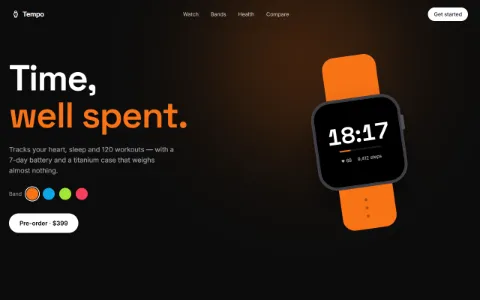 Tempo
Watch Bands Health Compare
Get started
Time,
well spent.
Tracks your heart, sleep and 120 workouts — with a
7-day battery and a titanium case that weighs
almost nothing.
Band
Pre-order · $399
18:17
steps